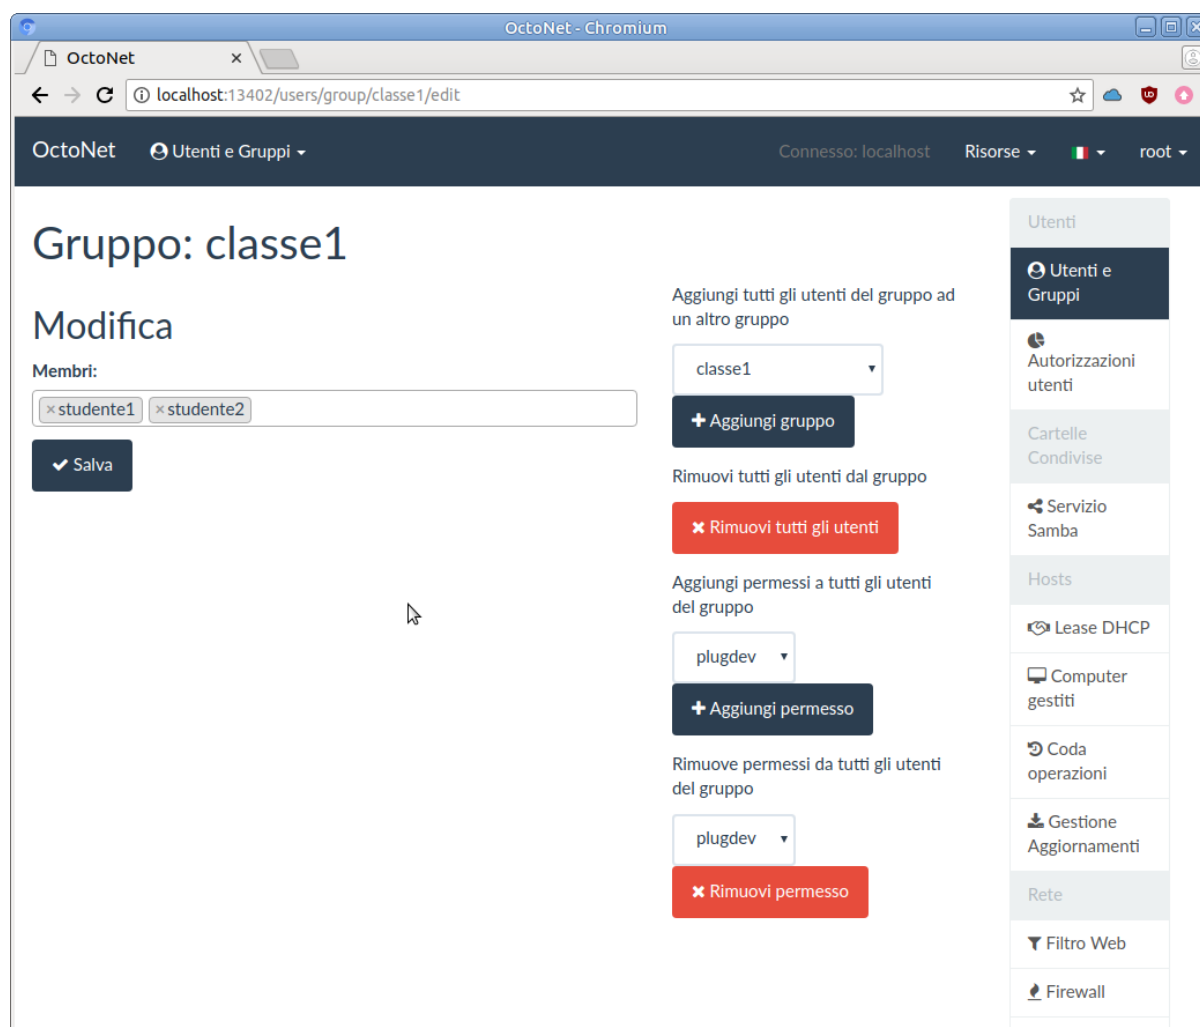 OctoNet - Chromium
OctoNet
localhost:13402/users/group/classe1/edit
OctoNet
Utenti e Gruppi
Connesso: localhost
Risorse
root
Gruppo: classe1
Modifica
Membri:
×studente1 ×studente2
Salva
Aggiungi tutti gli utenti del gruppo ad
un altro gruppo
classe1
Aggiungi gruppo
Rimuovi tutti gli utenti dal gruppo
Rimuovi tutti gli utenti
Aggiungi permessi a tutti gli utenti
del gruppo
plugdev
Aggiungi permesso
Rimuove permessi da tutti gli utenti
del gruppo
plugdev
Rimuovi permesso
Utenti
Utenti e
Gruppi
Autorizzazioni
utenti
Cartelle
Condivise
Servizio
Samba
Hosts
Lease DHCP
Computer
gestiti
Coda
operazioni
Gestione
Aggiornamenti
Rete
Filtro Web
Firewall